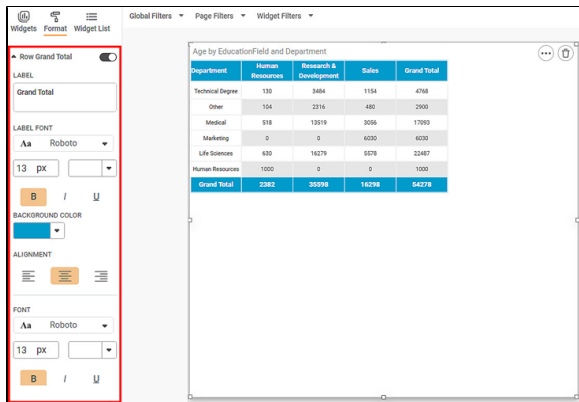 Global Filters Page Filters Widget Filters
Widgets Format Widget List
Row Grand Total
LABEL
Grand Total
LABEL FONT
Aa Roboto
13 px
B I U
BACKGROUND COLOR
ALIGNMENT
FONT
Aa Roboto
13 px
B I U
Age by EducationField and Department
Department Human Resources Research & Development Sales Grand Total
Technical Degree 130 3484 1154 4768
Other 104 2316 480 2900
Medical 518 13519 3056 17093
Marketing 0 0 6030 6030
Life Sciences 630 16279 5578 22487
Human Resources 1000 0 0 1000
Grand Total 2382 35598 16298 54278